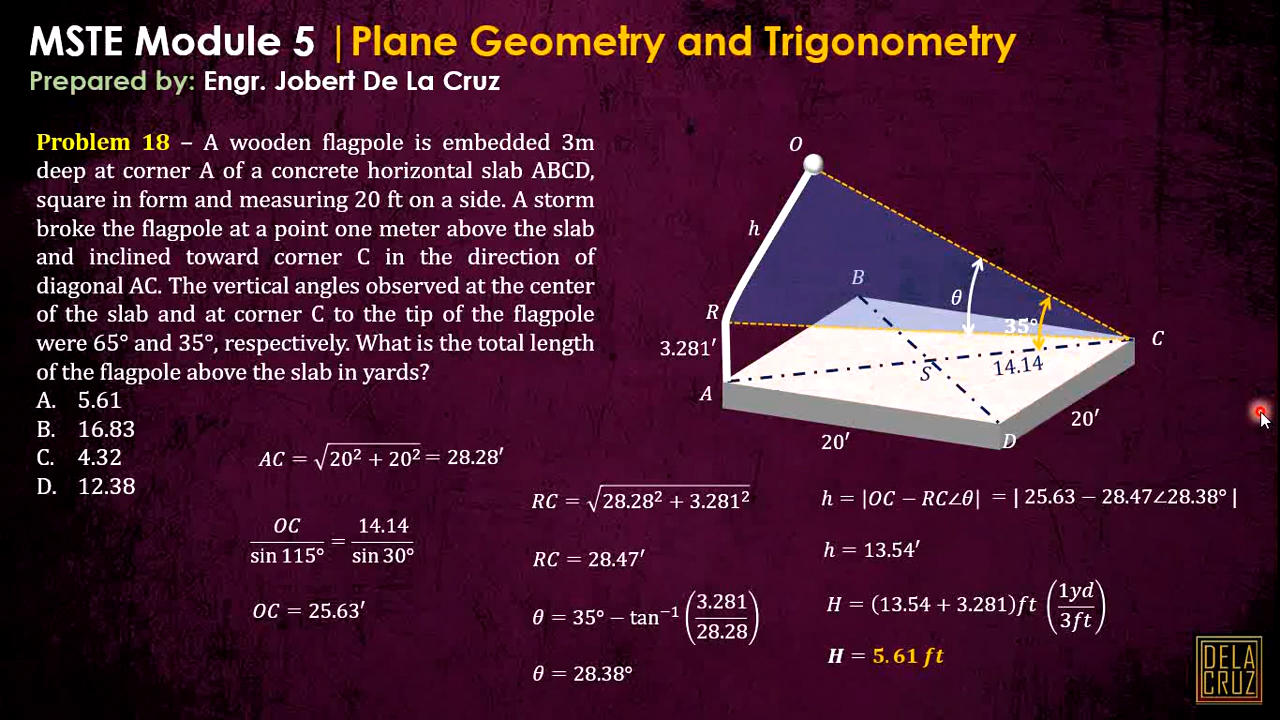 MSTE Module 5 | Plane Geometry and Trigonometry
Prepared by: Engr. Jobert De La Cruz
Problem 18 – A wooden flagpole is embedded 3m
deep at corner A of a concrete horizontal slab ABCD,
square in form and measuring 20 ft on a side. A storm
broke the flagpole at a point one meter above the slab
and inclined toward corner C in the direction of
diagonal AC. The vertical angles observed at the center
of the slab and at corner C to the tip of the flagpole
were 65° and 35°, respectively. What is the total length
of the flagpole above the slab in yards?
A. 5.61
B. 16.83
C. 4.32
D. 12.38
O
h
B
θ
R
35°
C
3.281′
S
14.14
A
20′
D
20′
AC = √(20² + 20²) = 28.28′
OC / sin 115° = 14.14 / sin 30°
OC = 25.63′
RC = √(28.28² + 3.281²)
RC = 28.47′
θ = 35° − tan⁻¹ (3.281 / 28.28)
θ = 28.38°
h = |OC − RC∠θ| = | 25.63 − 28.47∠28.38° |
h = 13.54′
H = (13.54 + 3.281)ft (1yd / 3ft)
H = 5.61 ft
DELA
CRUZ